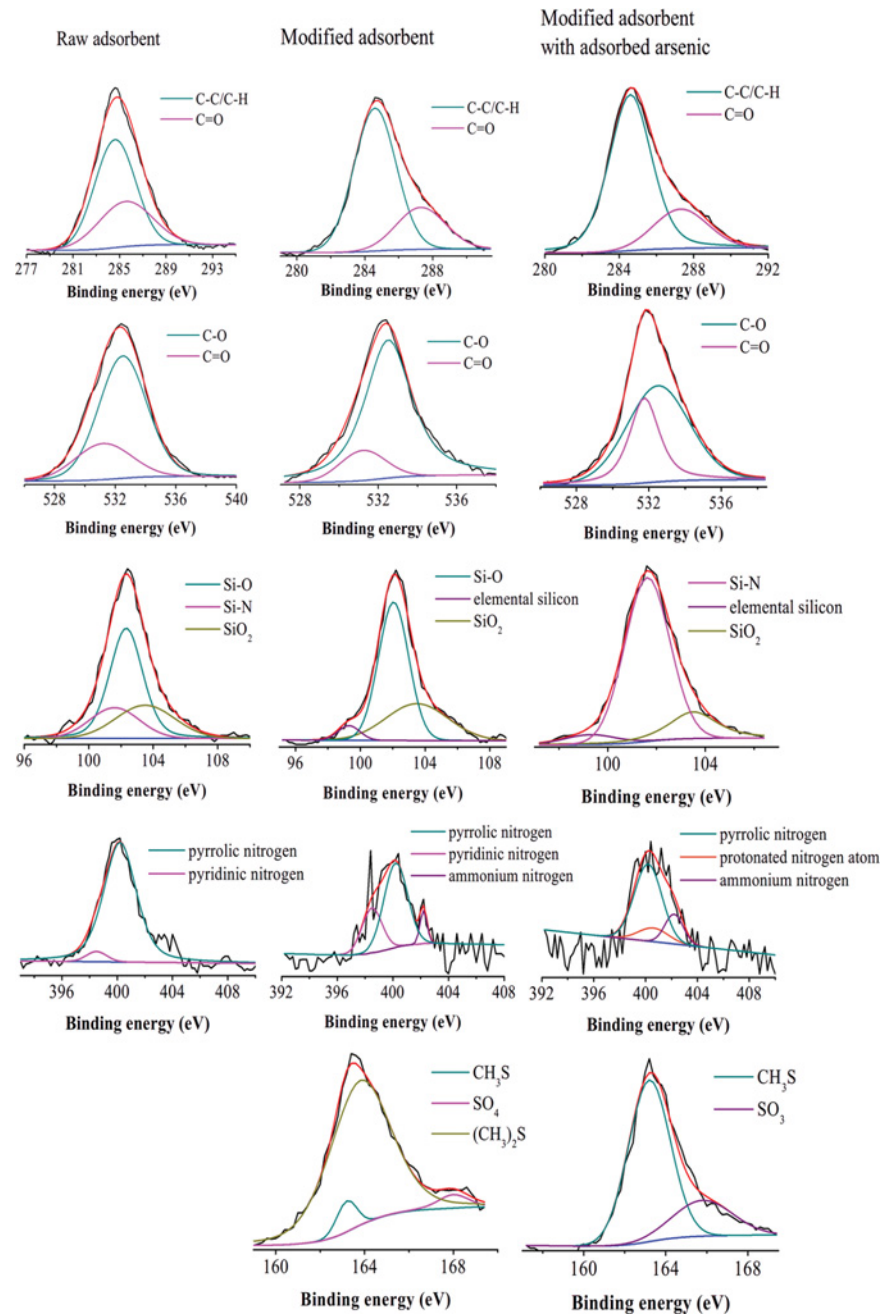 Raw adsorbent
Modified adsorbent
Modified adsorbent
with adsorbed arsenic
C-C/C-H
C=O
277 281 285 289 293
Binding energy (eV)
C-C/C-H
C=O
280 284 288
Binding energy (eV)
C-C/C-H
C=O
280 284 288 292
Binding energy (eV)
C-O
C=O
528 532 536 540
Binding energy (eV)
C-O
C=O
528 532 536
Binding energy (eV)
C-O
C=O
528 532 536
Binding energy (eV)
Si-O
Si-N
SiO₂
96 100 104 108
Binding energy (eV)
Si-O
elemental silicon
SiO₂
96 100 104 108
Binding energy (eV)
Si-N
elemental silicon
SiO₂
100 104
Binding energy (eV)
pyrrolic nitrogen
pyridinic nitrogen
396 400 404 408
Binding energy (eV)
pyrrolic nitrogen
pyridinic nitrogen
ammonium nitrogen
392 396 400 404 408
Binding energy (eV)
pyrrolic nitrogen
protonated nitrogen atom
ammonium nitrogen
392 396 400 404 408
Binding energy (eV)
CH₃S
SO₄
(CH₃)₂S
160 164 168
Binding energy (eV)
CH₃S
SO₃
160 164 168
Binding energy (eV)